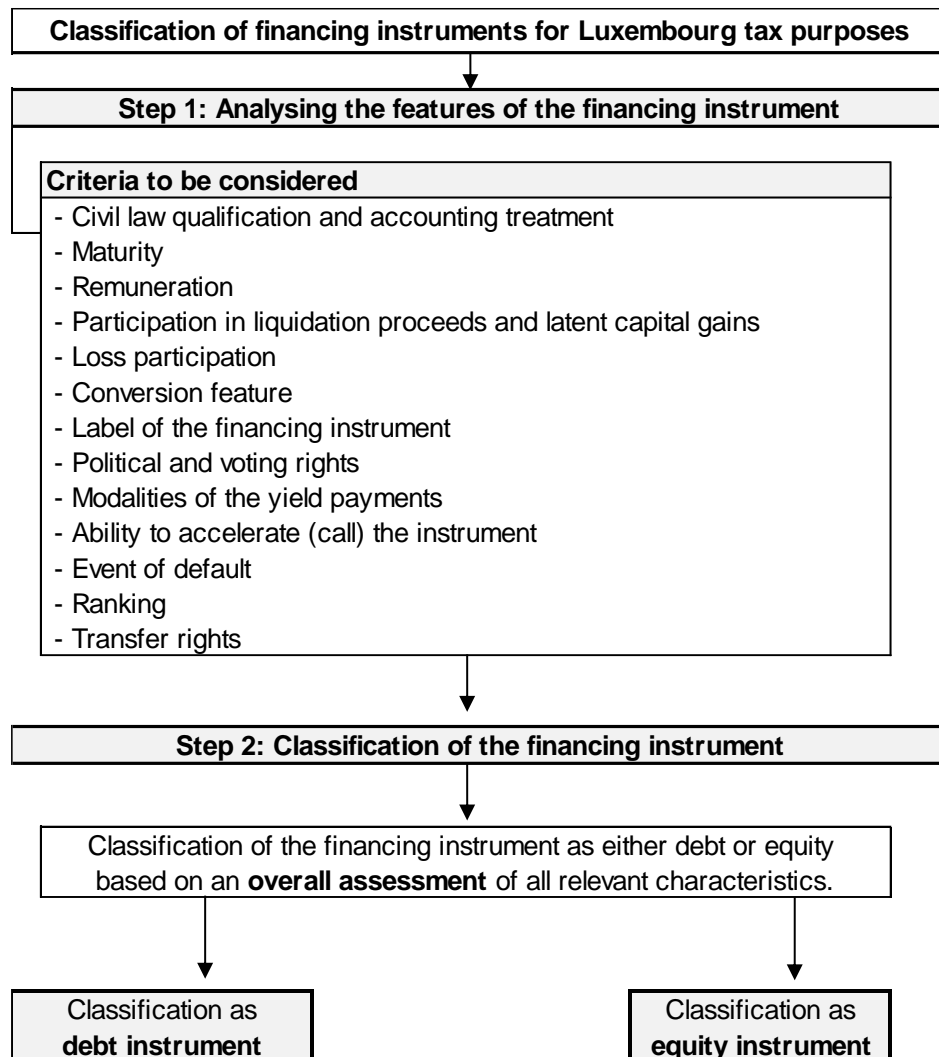 Classification of financing instruments for Luxembourg tax purposes
Step 1: Analysing the features of the financing instrument
Criteria to be considered
- Civil law qualification and accounting treatment
- Maturity
- Remuneration
- Participation in liquidation proceeds and latent capital gains
- Loss participation
- Conversion feature
- Label of the financing instrument
- Political and voting rights
- Modalities of the yield payments
- Ability to accelerate (call) the instrument
- Event of default
- Ranking
- Transfer rights
Step 2: Classification of the financing instrument
Classification of the financing instrument as either debt or equity
based on an overall assessment of all relevant characteristics.
Classification as
debt instrument
Classification as
equity instrument